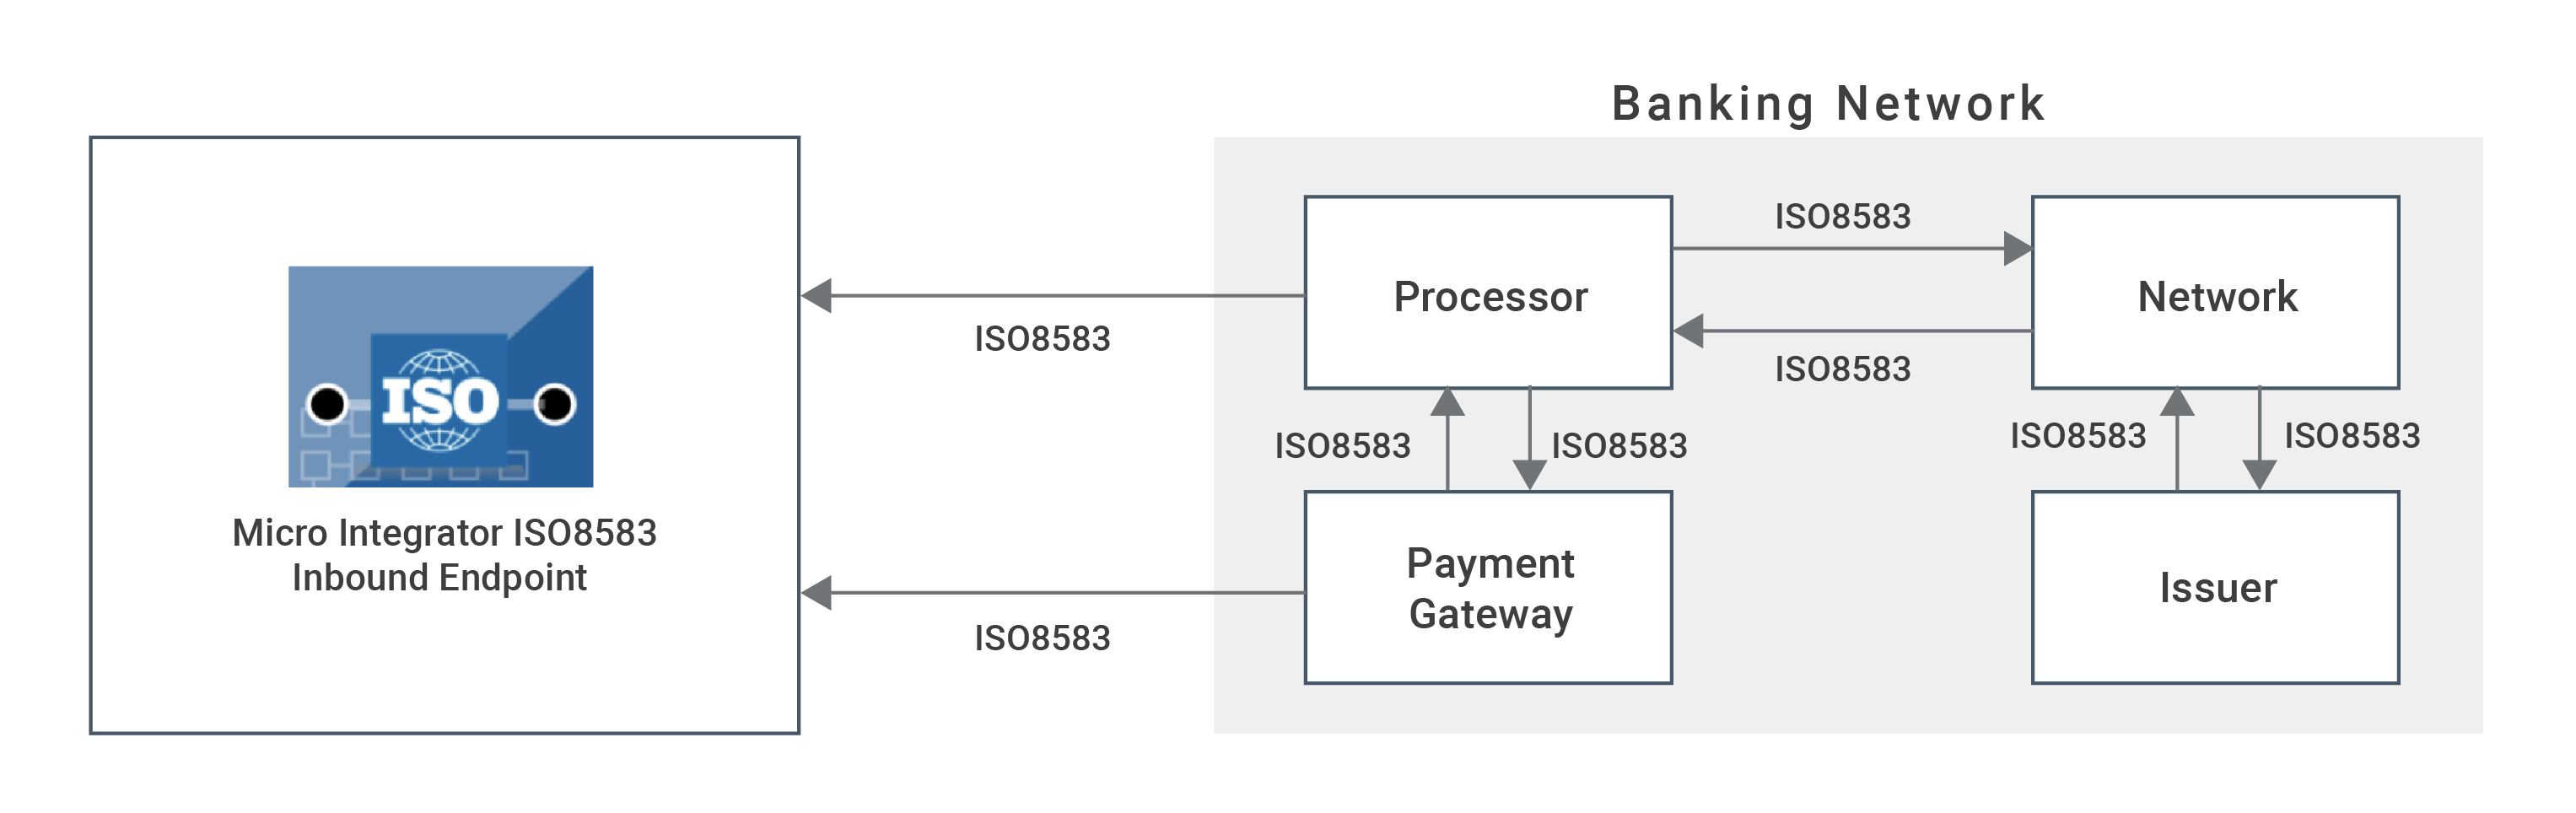 Banking Network
ISO
Micro Integrator ISO8583
Inbound Endpoint
ISO8583
ISO8583
Processor
ISO8583
ISO8583
Network
ISO8583
ISO8583
ISO8583
ISO8583
Payment
Gateway
Issuer